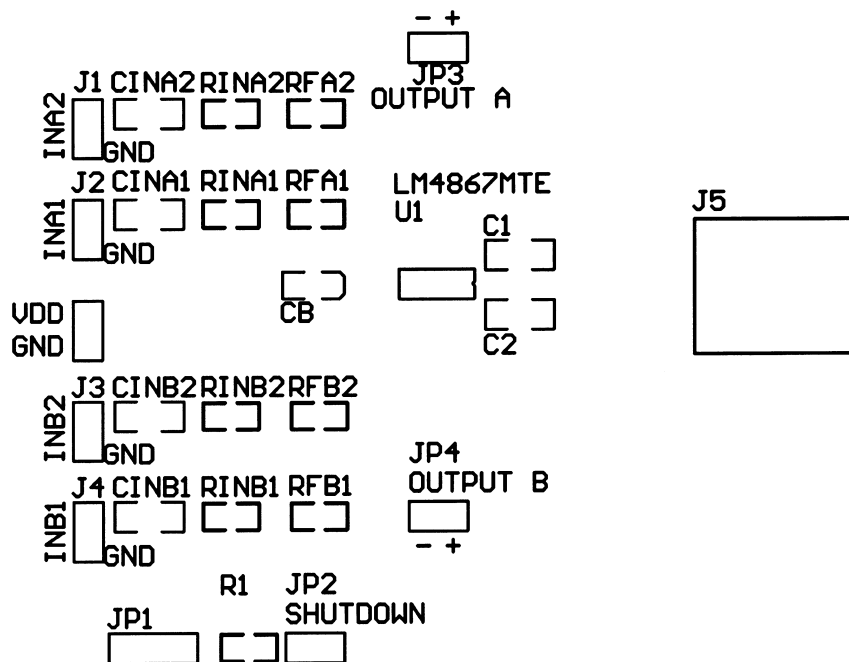 - +
JP3
OUTPUT A
J1 CINA2 RINA2 RFA2
INA2
GND
J2 CINA1 RINA1 RFA1
INA1
GND
LM4867MTE
U1
J5
C1
CB
C2
VDD
GND
J3 CINB2 RINB2 RFB2
INB2
GND
JP4
OUTPUT B
- +
J4 CINB1 RINB1 RFB1
INB1
GND
R1
JP2
SHUTDOWN
JP1